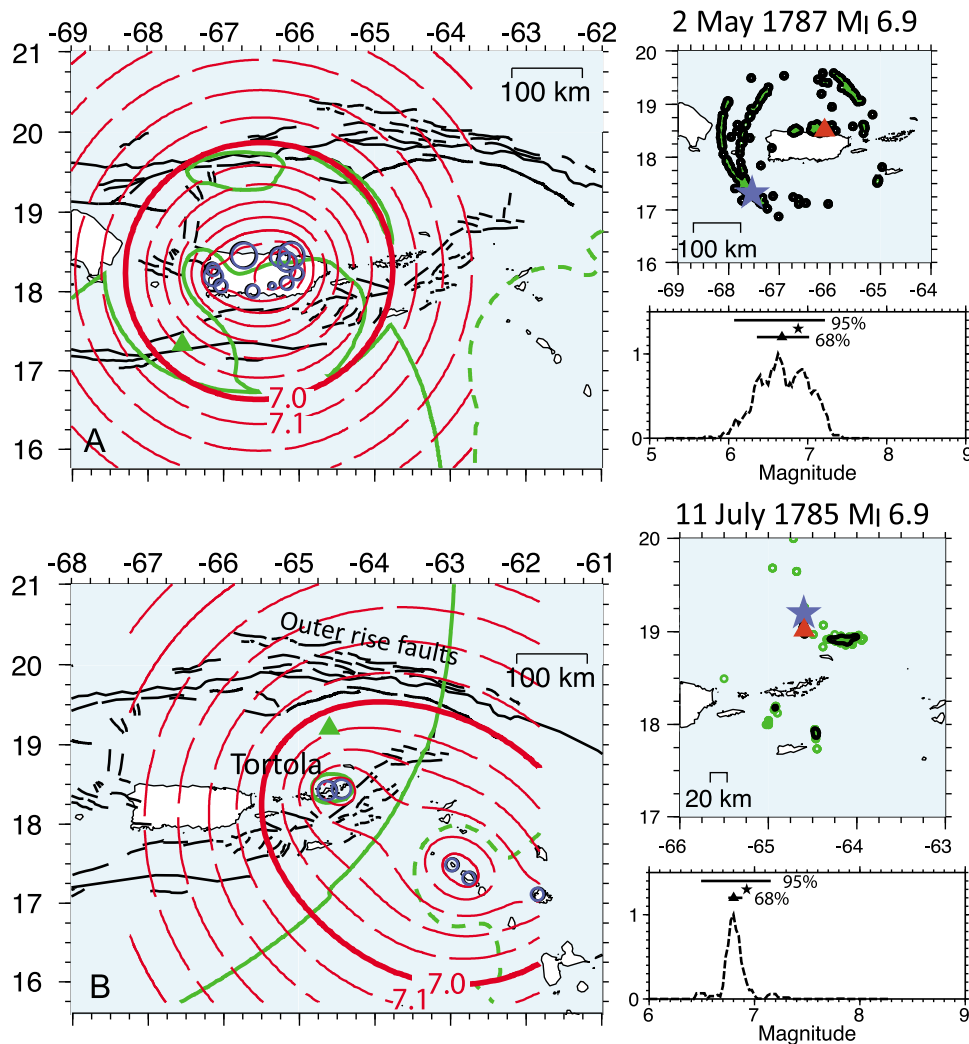 -69 -68 -67 -66 -65 -64 -63 -62
21
20
19
18
17
16
100 km
7.0
7.1
A
2 May 1787 MI 6.9
20
19
18
17
16
100 km
-69 -68 -67 -66 -65 -64
95%
68%
1
0
5 6 7 8 9
Magnitude
-68 -67 -66 -65 -64 -63 -62 -61
21
20
19
18
17
16
Outer rise faults
100 km
Tortola
7.0
7.1
B
11 July 1785 MI 6.9
20
19
18
17
20 km
-66 -65 -64 -63
95%
68%
1
0
6 7 8 9
Magnitude